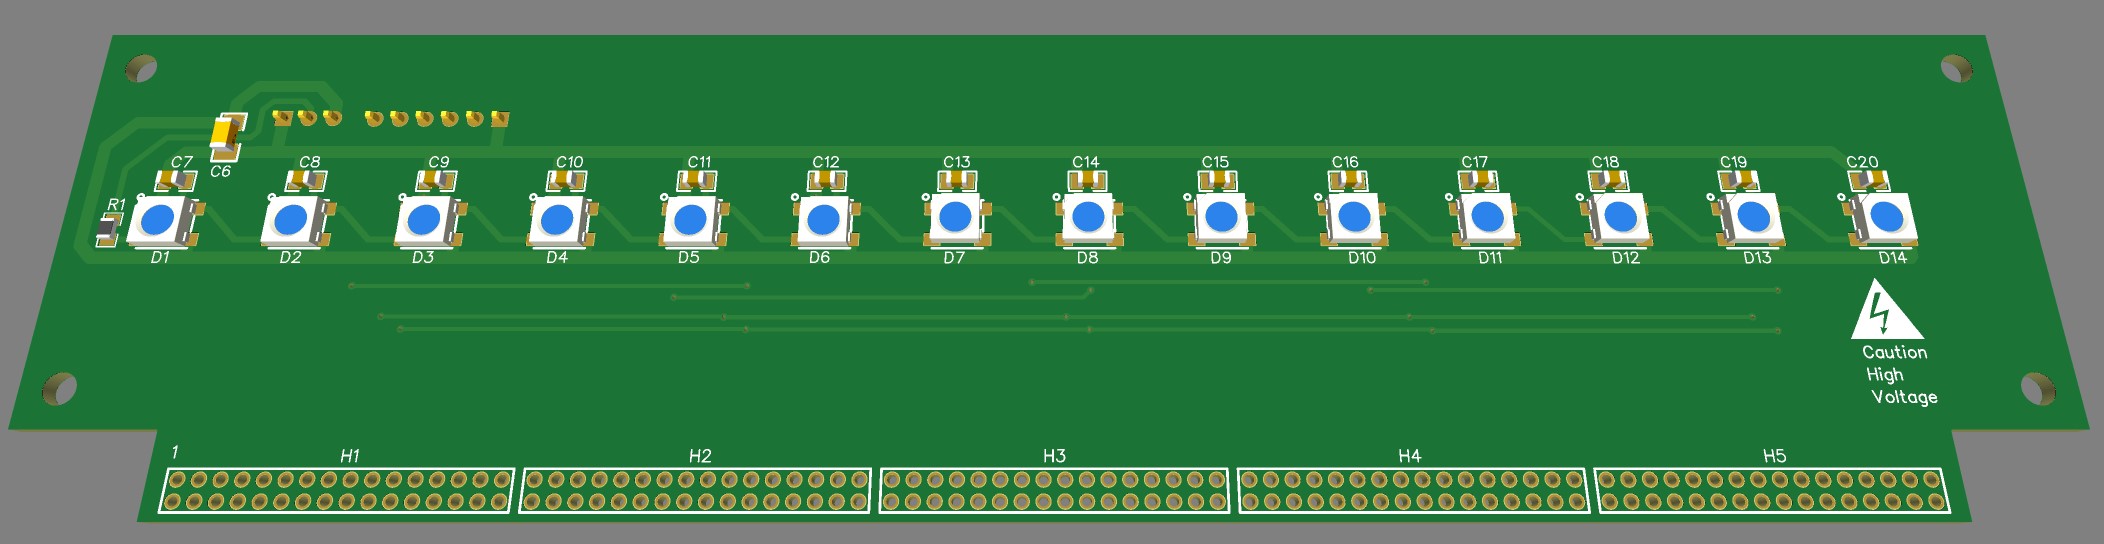 C7 C8 C9 C10 C11 C12 C13 C14 C15 C16 C17 C18 C19 C20
C6
R1
D1 D2 D3 D4 D5 D6 D7 D8 D9 D10 D11 D12 D13 D14
Caution
High
Voltage
1 H1 H2 H3 H4 H5